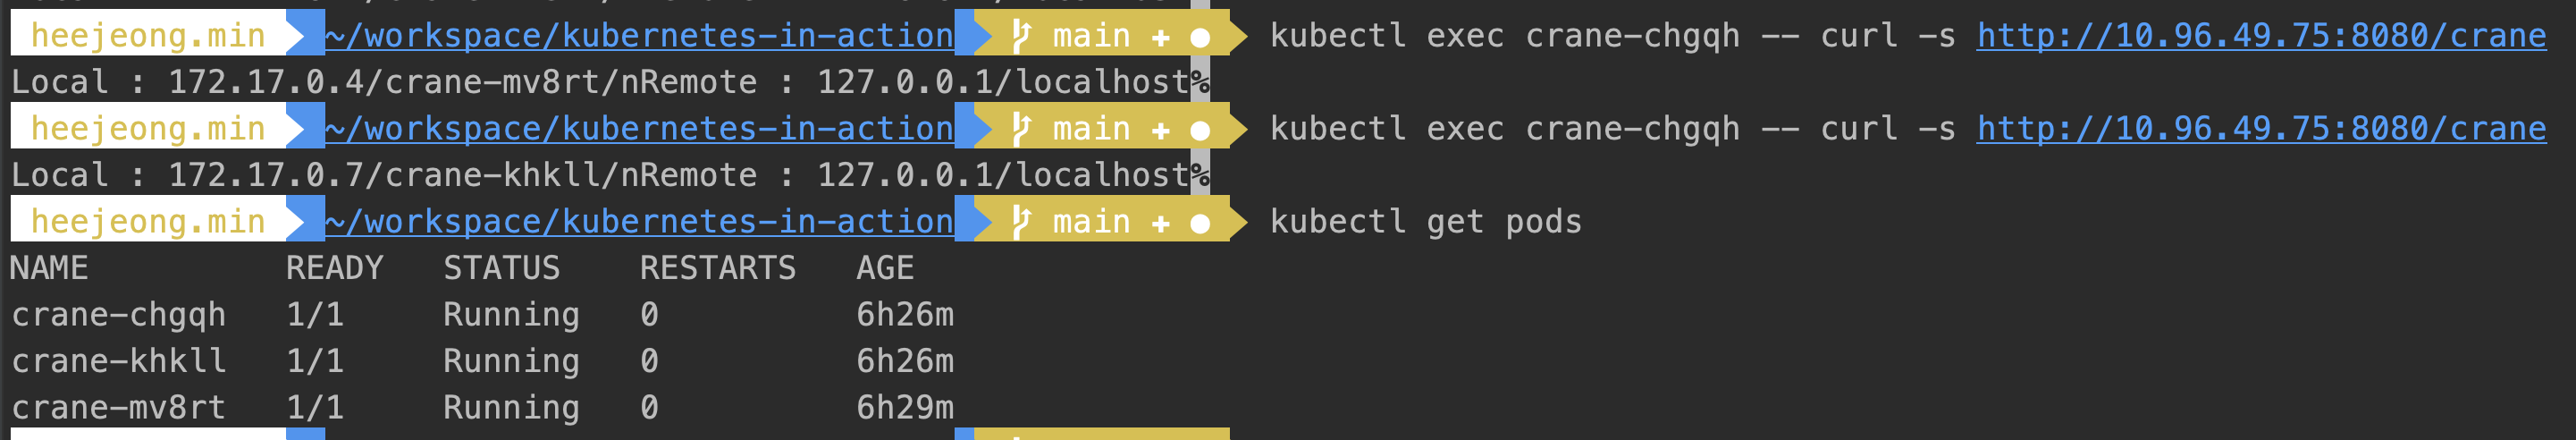 heejeong.min ~/workspace/kubernetes-in-action main + ● kubectl exec crane-chgqh -- curl -s http://10.96.49.75:8080/crane
Local : 172.17.0.4/crane-mv8rt/nRemote : 127.0.0.1/localhost%
heejeong.min ~/workspace/kubernetes-in-action main + ● kubectl exec crane-chgqh -- curl -s http://10.96.49.75:8080/crane
Local : 172.17.0.7/crane-khkll/nRemote : 127.0.0.1/localhost%
heejeong.min ~/workspace/kubernetes-in-action main + ● kubectl get pods
NAME READY STATUS RESTARTS AGE
crane-chgqh 1/1 Running 0 6h26m
crane-khkll 1/1 Running 0 6h26m
crane-mv8rt 1/1 Running 0 6h29m